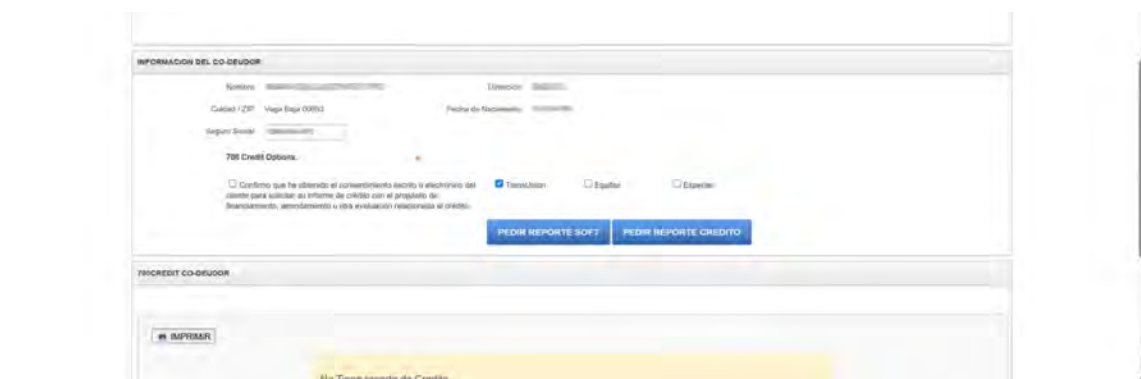 INFORMACION DEL CO-DEUDOR
Nombre Direccion
Ciudad / ZIP Vega Baja Fecha de Nacimiento
Seguro Social
700 Credit Options.
Confirmo que he obtenido el consentimiento escrito o electrónico del TransUnion Equifax Experian
cliente para solicitar su informe de crédito con el propósito de
financiamiento, arrendamiento u otra evaluación relacionada al crédito.
PEDIR REPORTE SOFT PEDIR REPORTE CREDITO
700CREDIT CO-DEUDOR
IMPRIMIR
No Tiene reporte de Credito